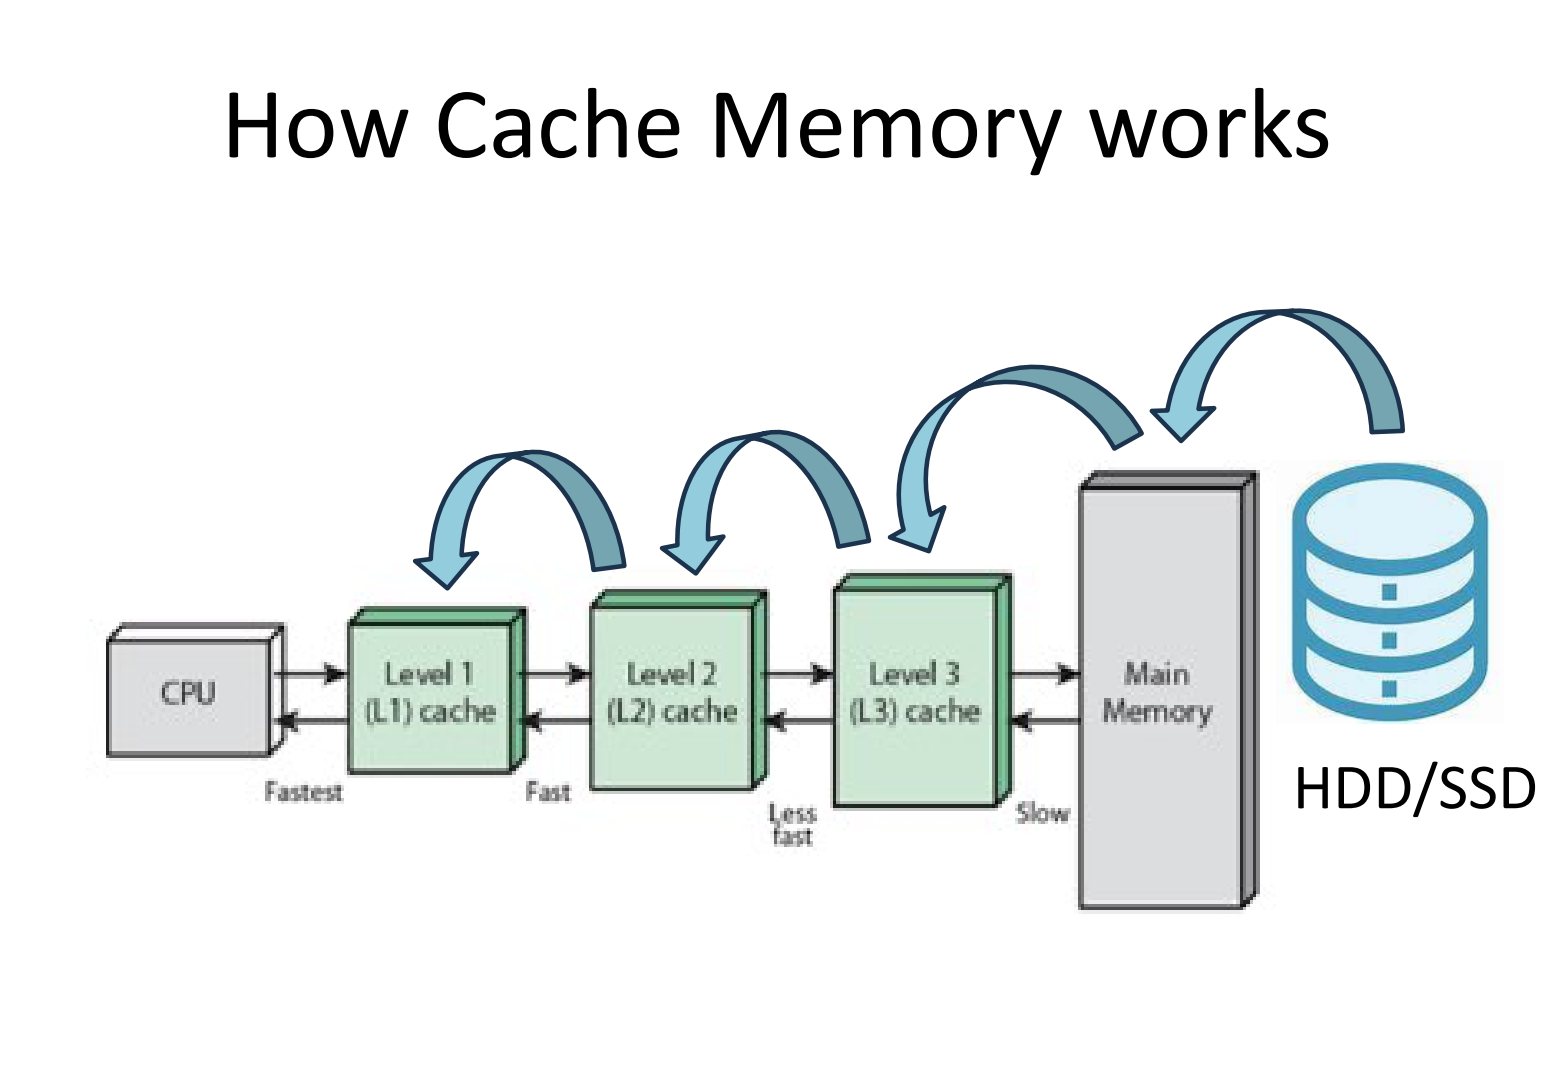 How Cache Memory works
CPU
Level 1
(L1) cache
Level 2
(L2) cache
Level 3
(L3) cache
Main
Memory
Fastest
Fast
Less
fast
Slow
HDD/SSD